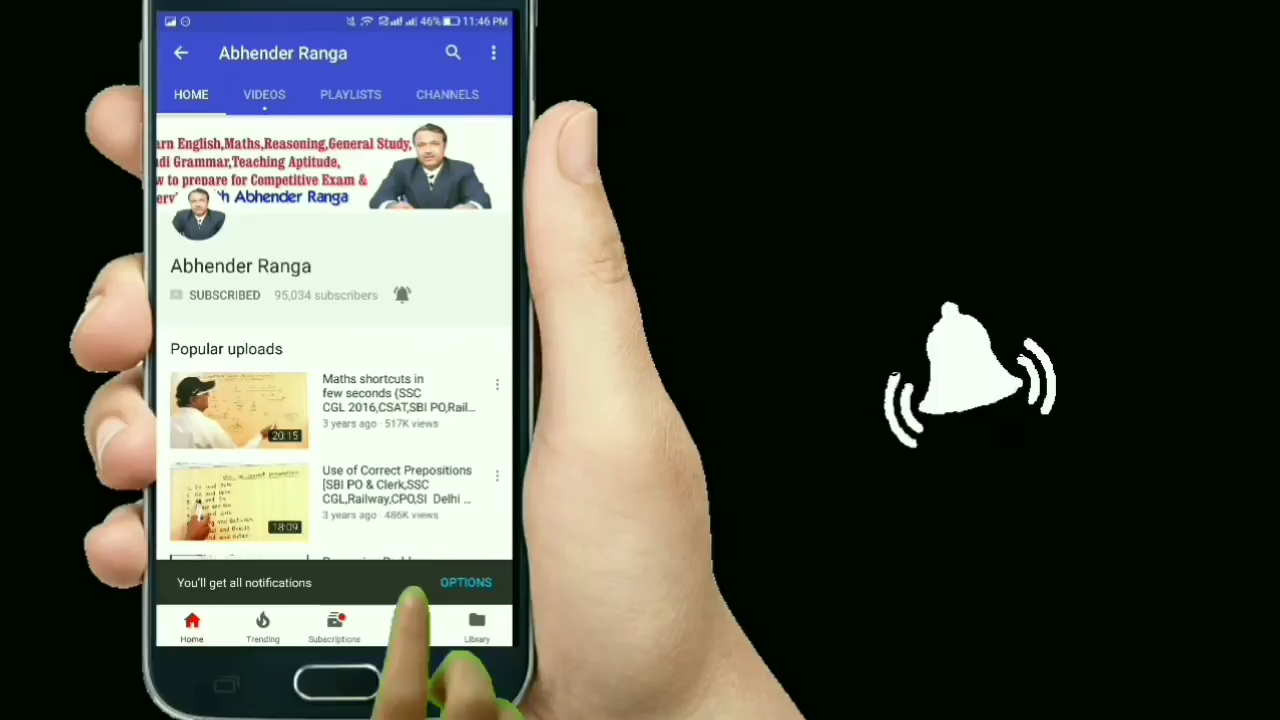 46% 11:46 PM
Abhender Ranga
HOME VIDEOS PLAYLISTS CHANNELS
arn English,Maths,Reasoning,General Study,
di Grammar,Teaching Aptitude,
w to prepare for Competitive Exam &
erv h Abhender Ranga
Abhender Ranga
SUBSCRIBED 95,034 subscribers
Popular uploads
Maths shortcuts in
few seconds (SSC
CGL 2016,CSAT,SBI PO,Rail...
3 years ago · 517K views
20:15
Use of Correct Prepositions
[SBI PO & Clerk,SSC
CGL,Railway,CPO,SI Delhi ...
3 years ago · 486K views
18:09
You'll get all notifications OPTIONS
Home Trending Subscriptions Library